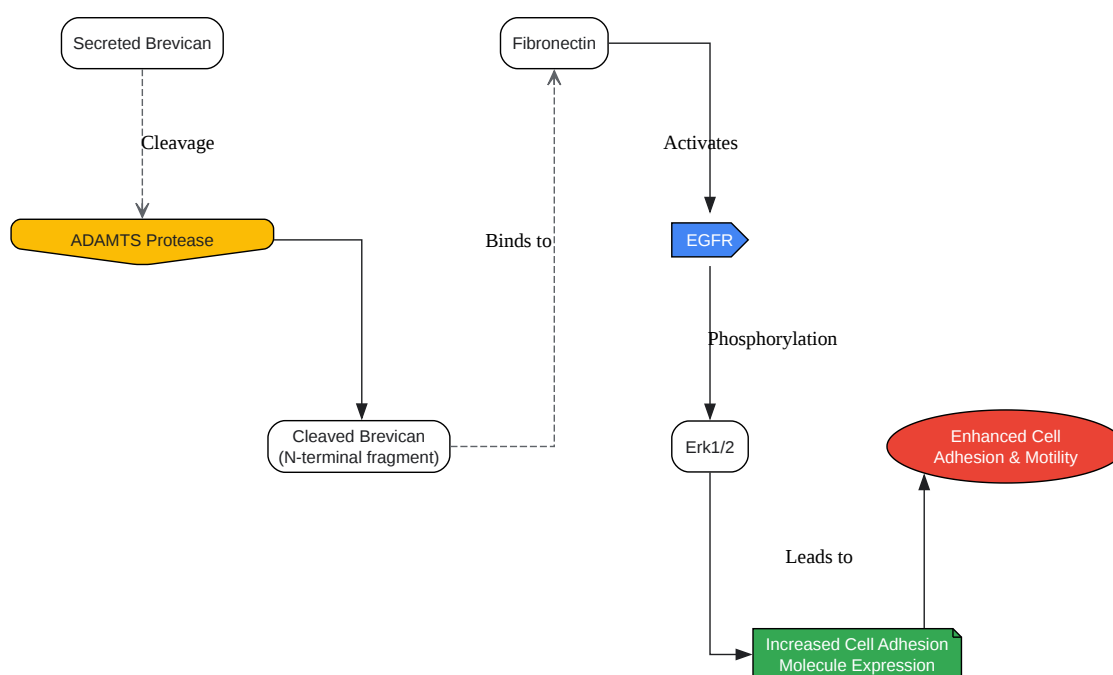 Secreted Brevican
Fibronectin
Cleavage
Activates
ADAMTS Protease
Binds to
EGFR
Phosphorylation
Cleaved Brevican
(N-terminal fragment)
Erk1/2
Enhanced Cell
Adhesion & Motility
Leads to
Increased Cell Adhesion
Molecule Expression